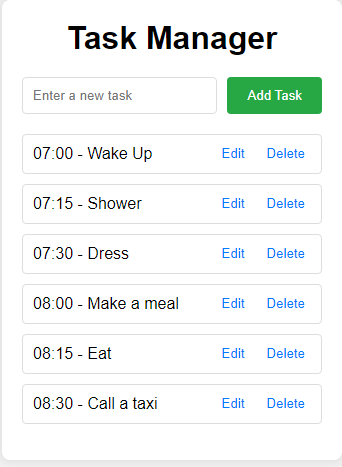 Task Manager
Enter a new task Add Task
07:00 - Wake Up Edit Delete
07:15 - Shower Edit Delete
07:30 - Dress Edit Delete
08:00 - Make a meal Edit Delete
08:15 - Eat Edit Delete
08:30 - Call a taxi Edit Delete